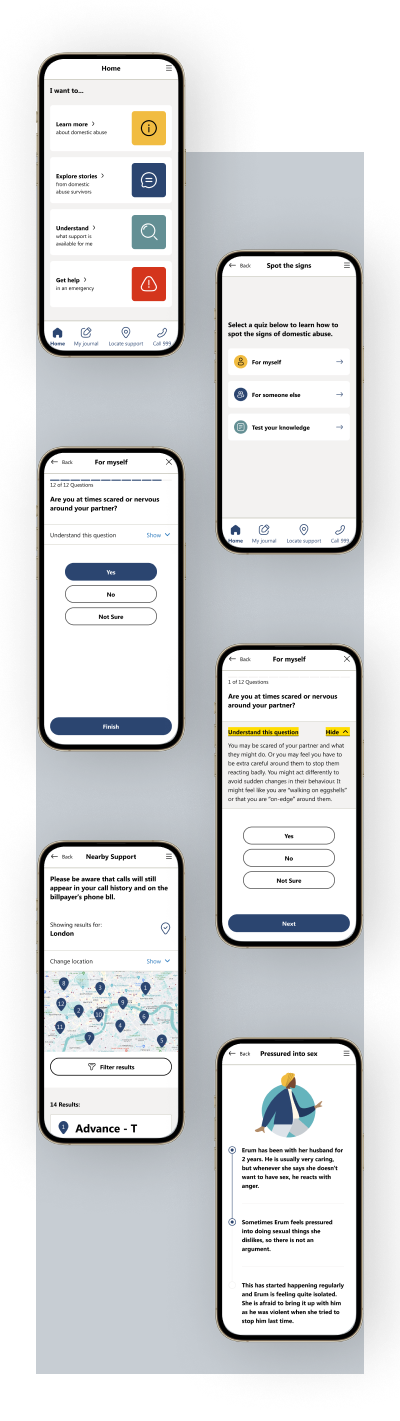 Home
I want to...
Learn more >
about domestic abuse
Explore stories >
from domestic
abuse survivors
Understand >
what support is
available for me
Get help >
in an emergency
Home My journal Locate support Call 999
← Back Spot the signs
Select a quiz below to learn how to
spot the signs of domestic abuse.
For myself →
For someone else →
Test your knowledge →
Home My journal Locate support Call 999
← Back For myself
12 of 12 Questions
Are you at times scared or nervous
around your partner?
Understand this question Show
Yes
No
Not Sure
Finish
← Back For myself
1 of 12 Questions
Are you at times scared or nervous
around your partner?
Understand this question Hide
You may be scared of your partner and what
they might do. Or you may feel you have to
be extra careful around them to stop them
reacting badly. You might act differently to
avoid sudden changes in their behaviour. It
might feel like you are "walking on eggshells"
or that you are "on-edge" around them.
Yes
No
Not Sure
Next
← Back Nearby Support
Please be aware that calls will still
appear in your call history and on the
billpayer's phone bll.
Showing results for:
London
Change location Show
8 3 1
12 2 10 9 6
11 4
7 5
Filter results
14 Results:
1 Advance - T
← Back Pressured into sex
Erum has been with her husband for
2 years. He is usually very caring,
but whenever she says she doesn't
want to have sex, he reacts with
anger.
Sometimes Erum feels pressured
into doing sexual things she
dislikes, so there is not an
argument.
This has started happening regularly
and Erum is feeling quite isolated.
She is afraid to bring it up with him
as he was violent when she tried to
stop him last time.